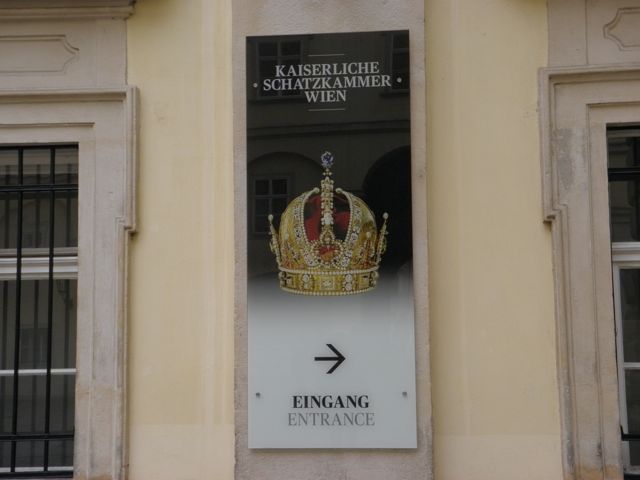 KAISERLICHE
• SCHATZKAMMER •
WIEN
→
EINGANG
ENTRANCE